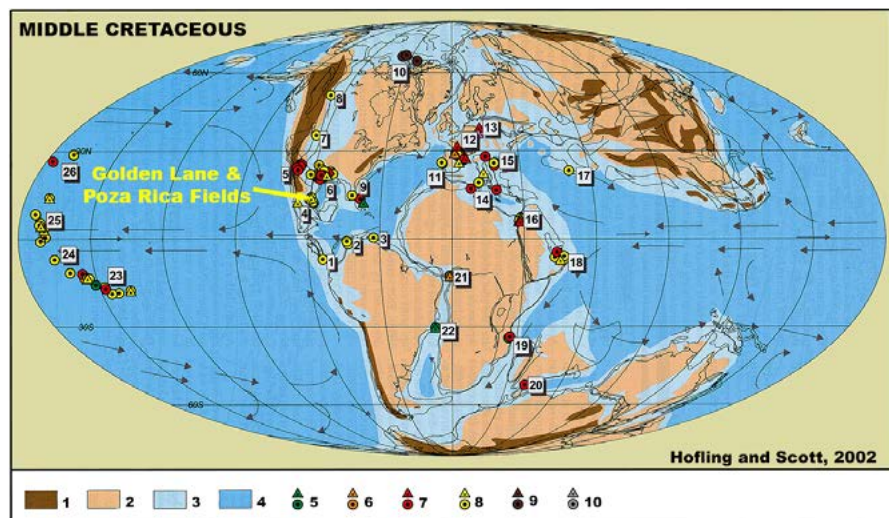 MIDDLE CRETACEOUS
60N
10
8
7
12
13
30N
26
5
6
11
15
17
Golden Lane &
Poza Rica Fields
9
14
4
25
16
2
3
24
1
18
23
21
30S
22
19
20
60S
Hofling and Scott, 2002
1 2 3 4 5 6 7 8 9 10